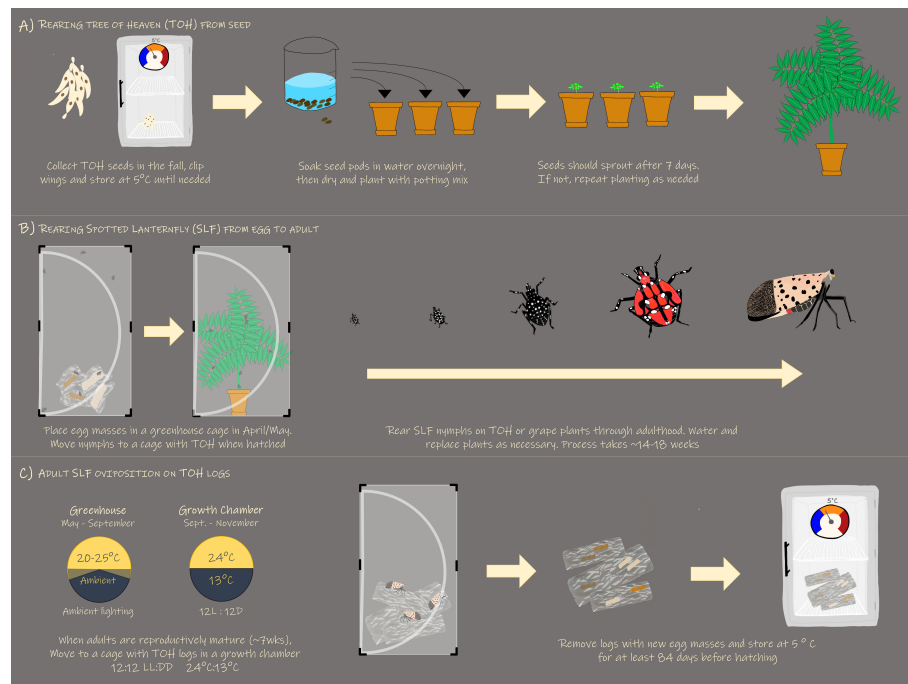 A) Rearing Tree of Heaven (TOH) from seed
5°C
Collect TOH seeds in the fall, clip
wings and store at 5°C until needed
Soak seed pods in water overnight,
then dry and plant with potting mix
Seeds should sprout after 7 days.
If not, repeat planting as needed
B) Rearing Spotted Lanternfly (SLF) from egg to adult
Place egg masses in a greenhouse cage in April/May.
Move nymphs to a cage with TOH when hatched
Rear SLF nymphs on TOH or grape plants through adulthood. Water and
replace plants as necessary. Process takes ~14-18 weeks
C) Adult SLF oviposition on TOH logs
Greenhouse
May - September
20-25°C
Ambient
Ambient lighting
Growth Chamber
Sept. - November
24°C
13°C
12L : 12D
When adults are reproductively mature (~7wks),
Move to a cage with TOH logs in a growth chamber
12:12 LL:DD 24°C:13°C
5°C
Remove logs with new egg masses and store at 5 °C
for at least 84 days before hatching